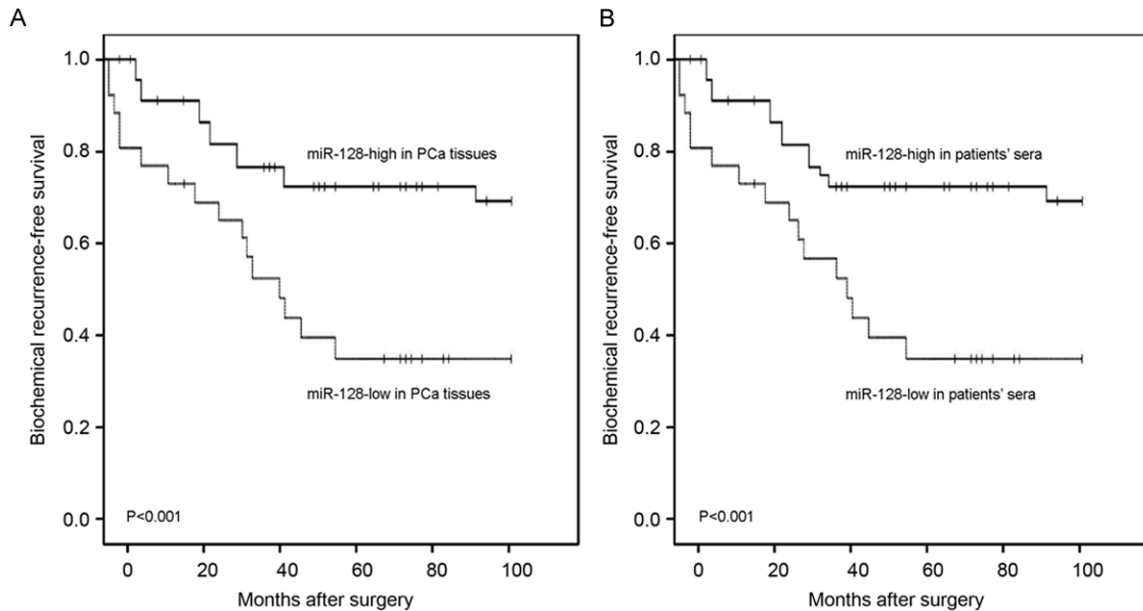 A
Biochemical recurrence-free survival
1.0
0.8
0.6
0.4
0.2
0.0
miR-128-high in PCa tissues
miR-128-low in PCa tissues
P<0.001
0 20 40 60 80 100
Months after surgery
B
Biochemical recurrence-free survival
1.0
0.8
0.6
0.4
0.2
0.0
miR-128-high in patients’ sera
miR-128-low in patients’ sera
P<0.001
0 20 40 60 80 100
Months after surgery